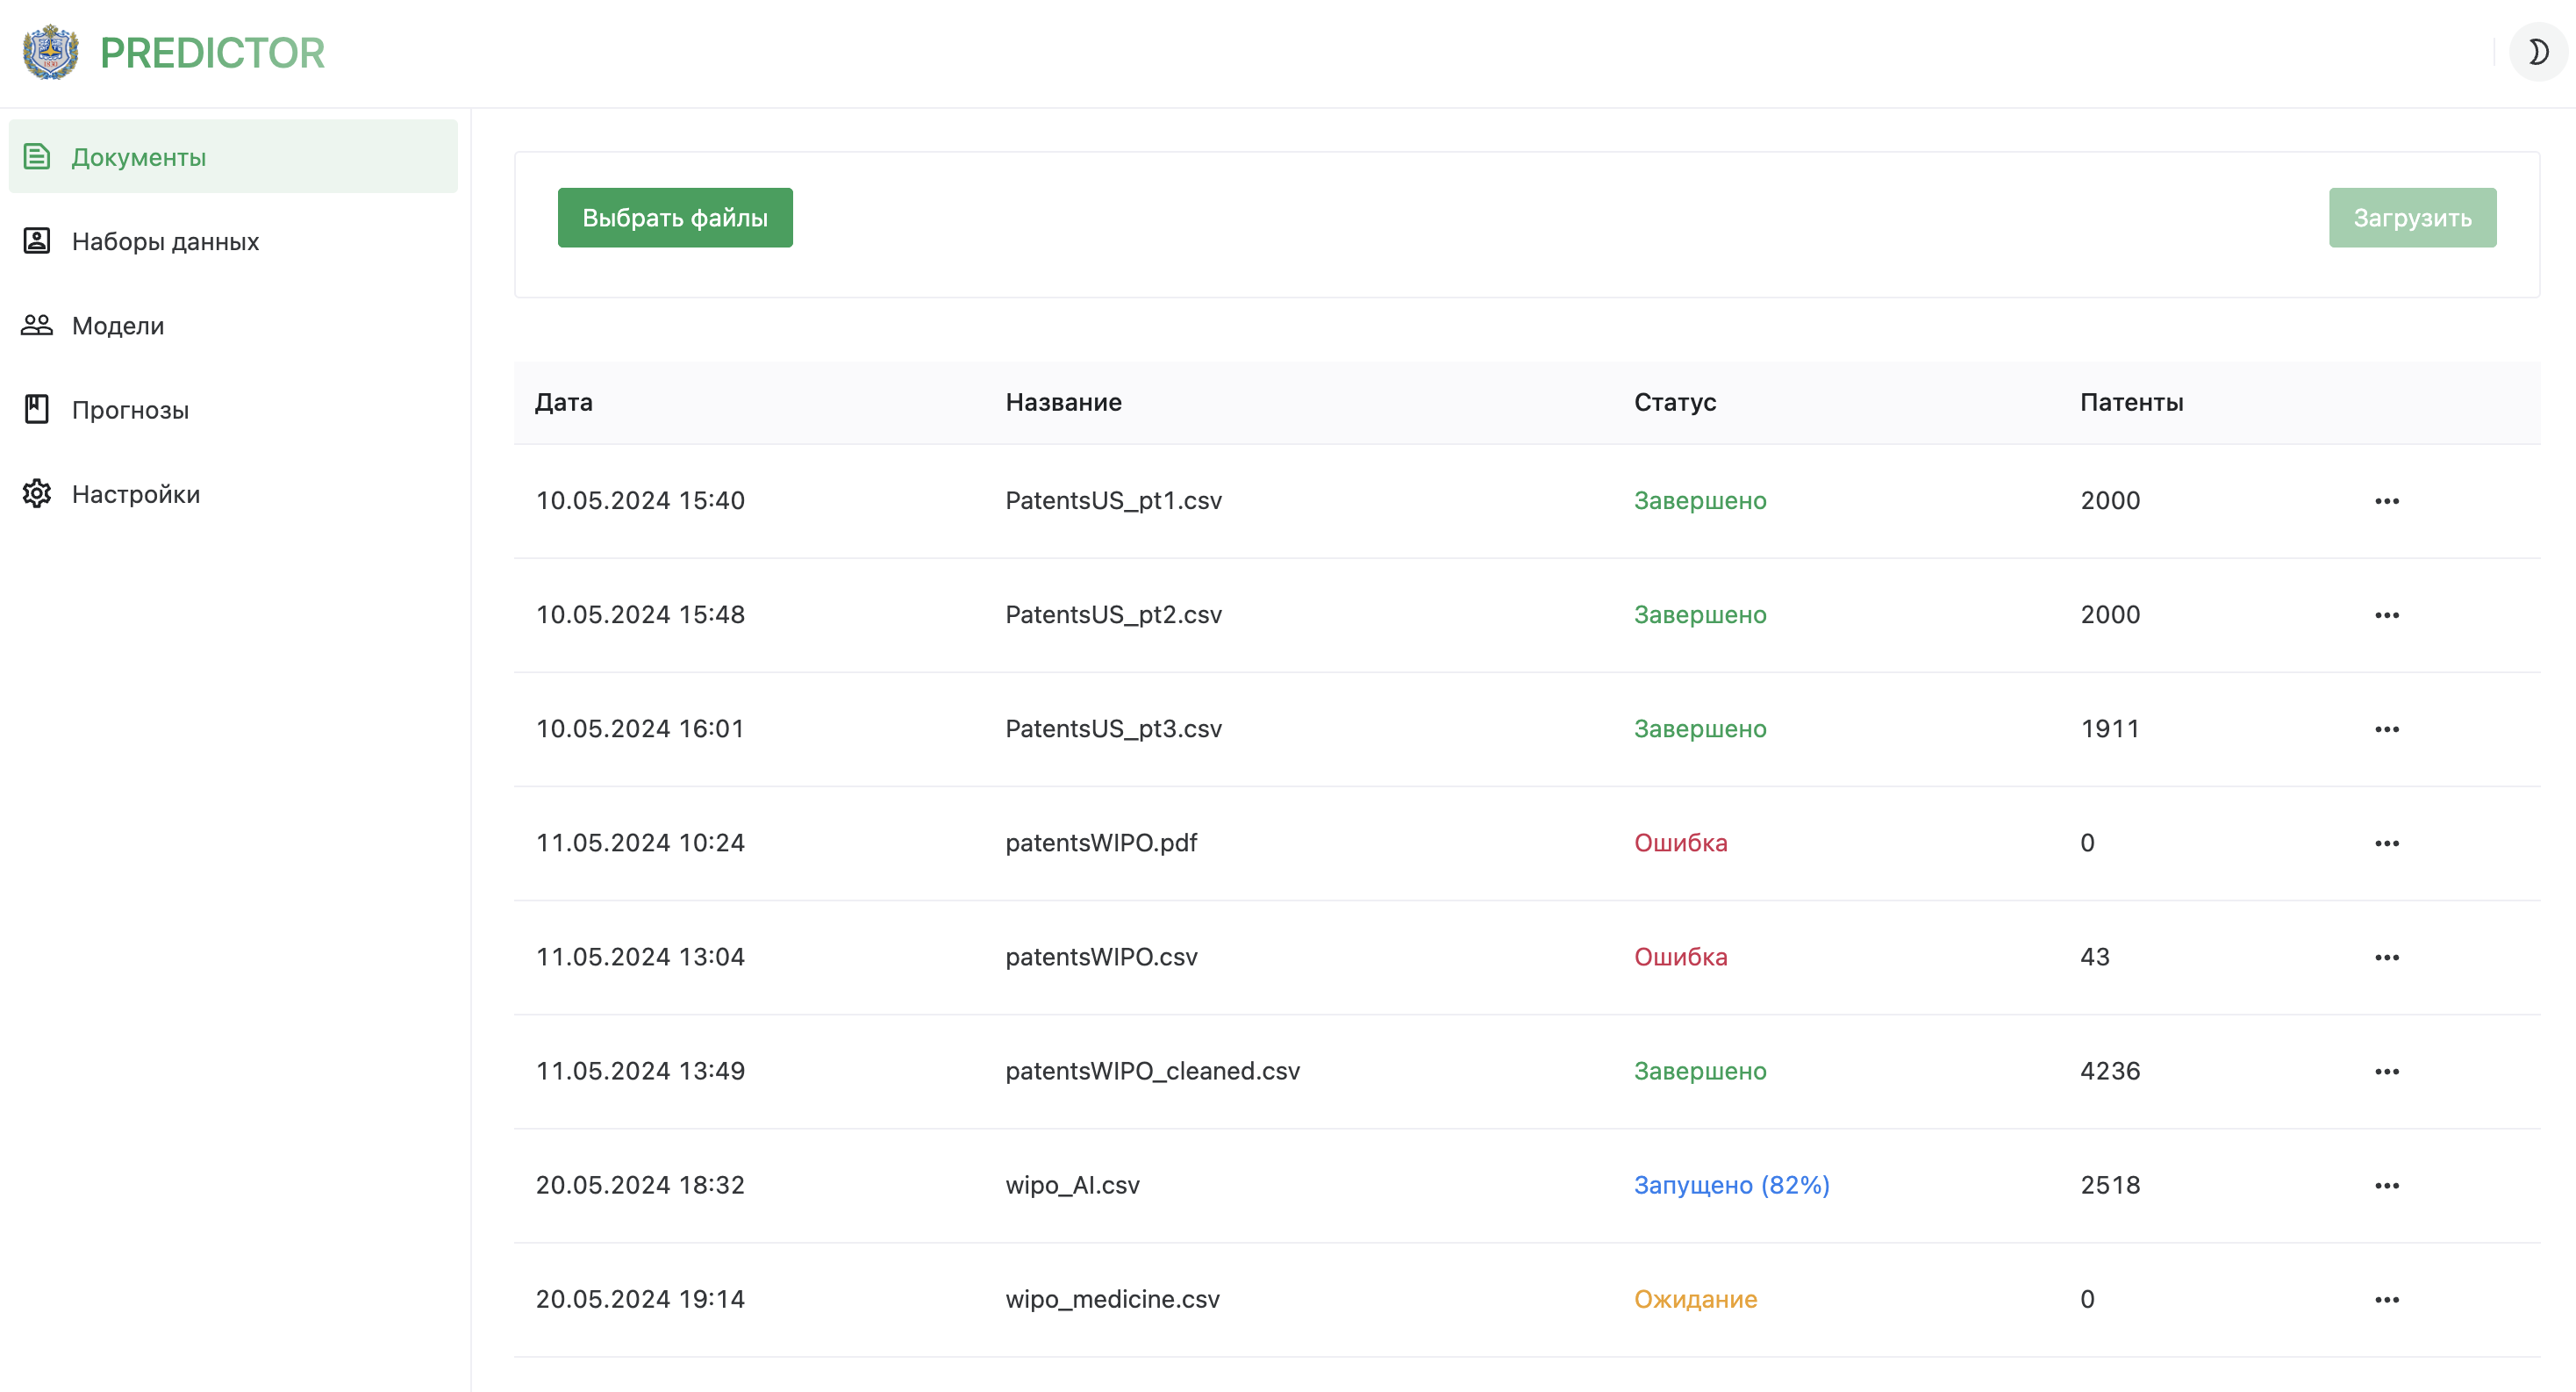 PREDICTOR
Документы
Наборы данных
Модели
Прогнозы
Настройки
Выбрать файлы
Загрузить
Дата Название Статус Патенты
10.05.2024 15:40 PatentsUS_pt1.csv Завершено 2000
10.05.2024 15:48 PatentsUS_pt2.csv Завершено 2000
10.05.2024 16:01 PatentsUS_pt3.csv Завершено 1911
11.05.2024 10:24 patentsWIPO.pdf Ошибка 0
11.05.2024 13:04 patentsWIPO.csv Ошибка 43
11.05.2024 13:49 patentsWIPO_cleaned.csv Завершено 4236
20.05.2024 18:32 wipo_AI.csv Запущено (82%) 2518
20.05.2024 19:14 wipo_medicine.csv Ожидание 0